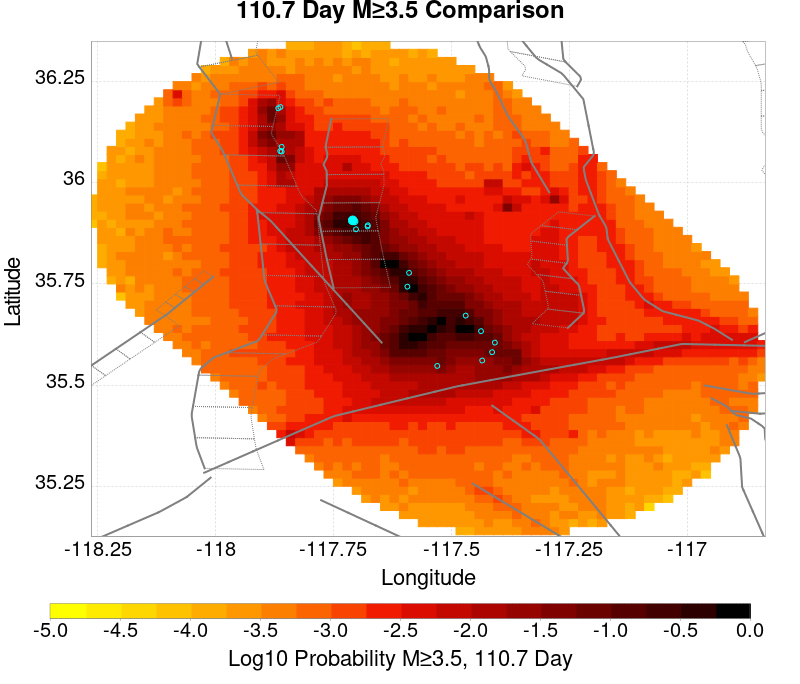 110.7 Day M≥3.5 Comparison
36.25
36
35.75
35.5
35.25
Latitude
-118.25 -118 -117.75 -117.5 -117.25 -117
Longitude
-5.0 -4.5 -4.0 -3.5 -3.0 -2.5 -2.0 -1.5 -1.0 -0.5 0.0
Log10 Probability M≥3.5, 110.7 Day